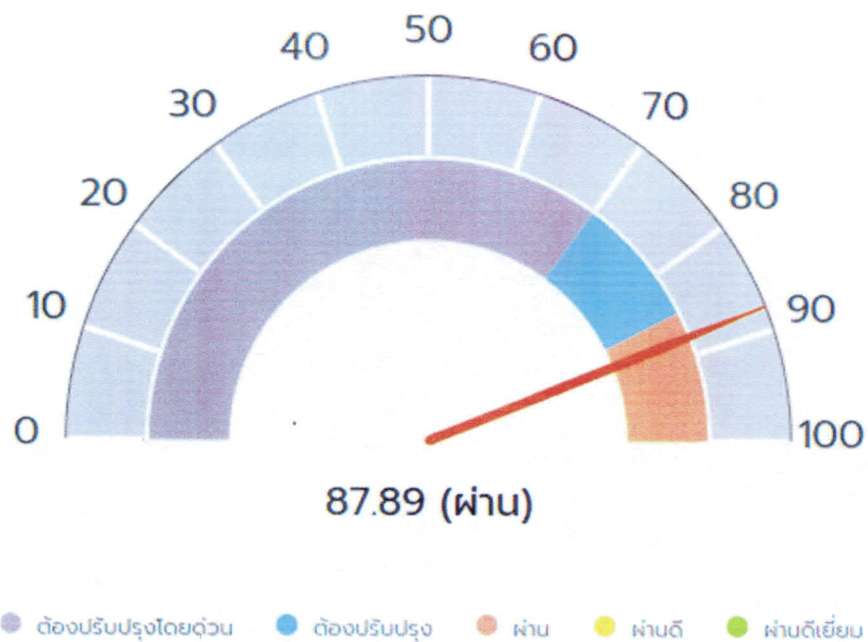 50
40
60
30
70
20
80
10
90
0
100
87.89 (ผ่าน)
ต้องปรับปรุงโดยด่วน
ต้องปรับปรุง
ผ่าน
ผ่านดี
ผ่านดีเยี่ยม